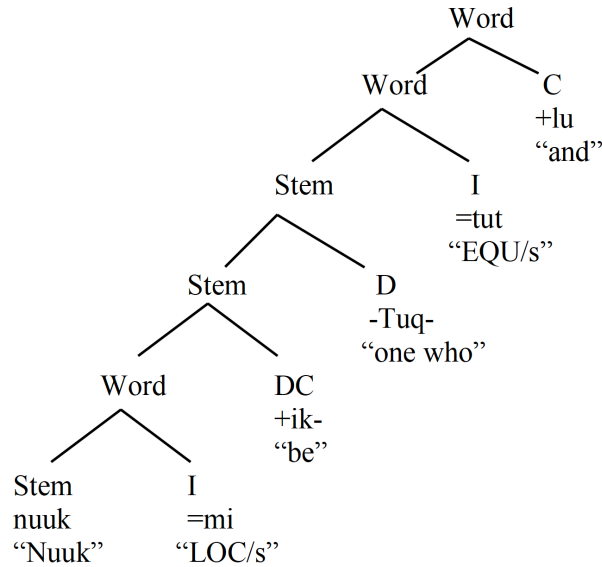 Word
Word C
+lu
“and”
Stem I
=tut
“EQU/s”
Stem D
-Tuq-
“one who”
Word DC
+ik-
“be”
Stem I
nuuk =mi
“Nuuk” “LOC/s”